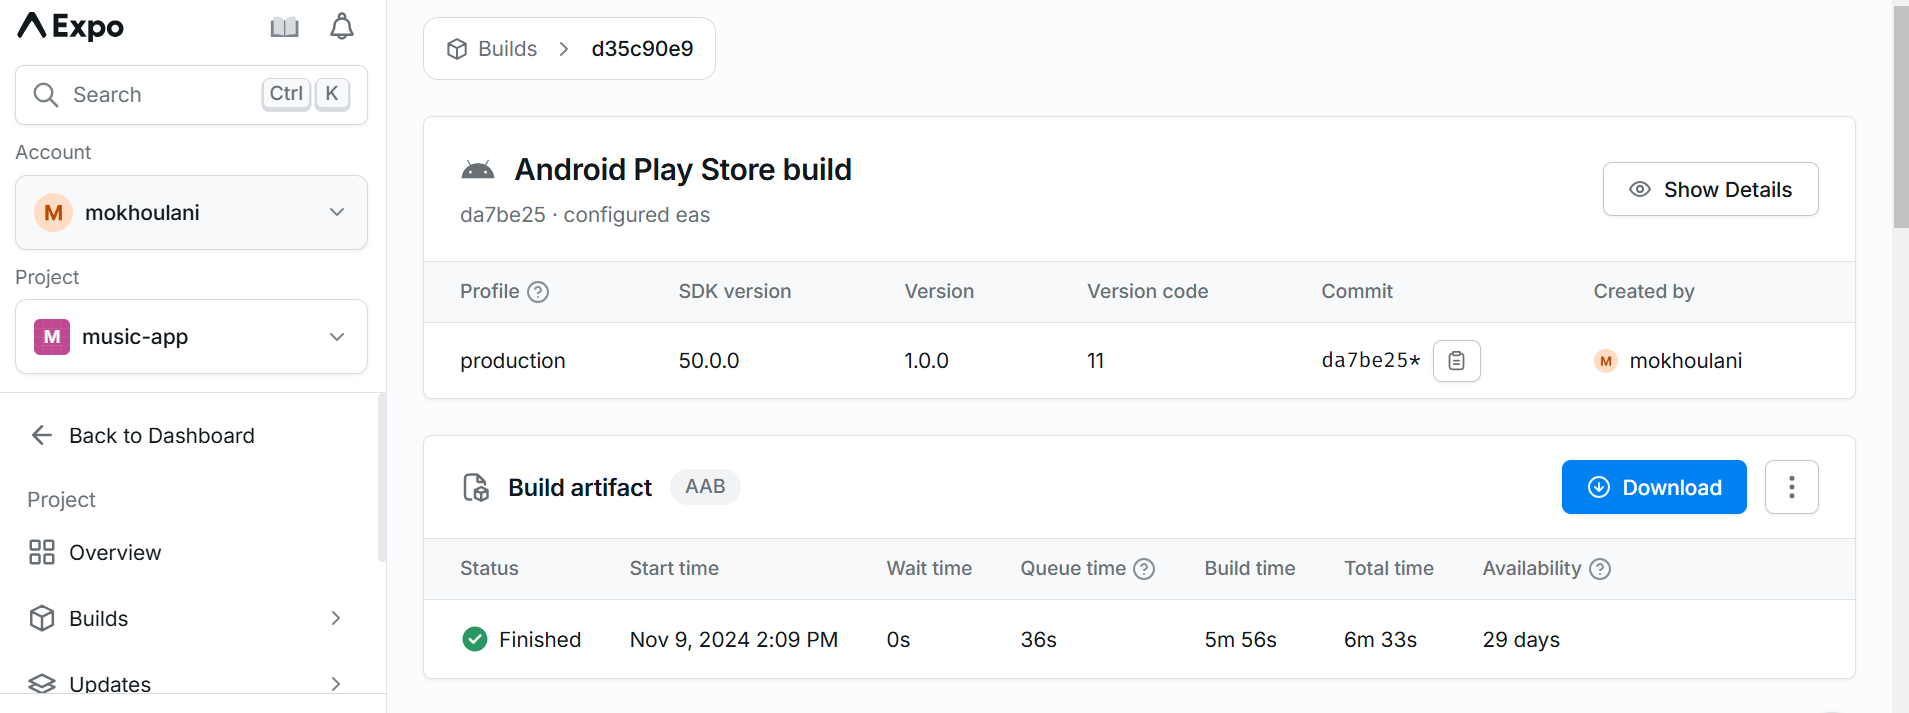 Expo
Search Ctrl K
Account
M mokhoulani
Project
M music-app
Back to Dashboard
Project
Overview
Builds
Updates
Builds > d35c90e9
Android Play Store build
da7be25 · configured eas
Show Details
Profile ? SDK version Version Version code Commit Created by
production 50.0.0 1.0.0 11 da7be25* M mokhoulani
Build artifact AAB
Download
Status Start time Wait time Queue time ? Build time Total time Availability ?
Finished Nov 9, 2024 2:09 PM 0s 36s 5m 56s 6m 33s 29 days